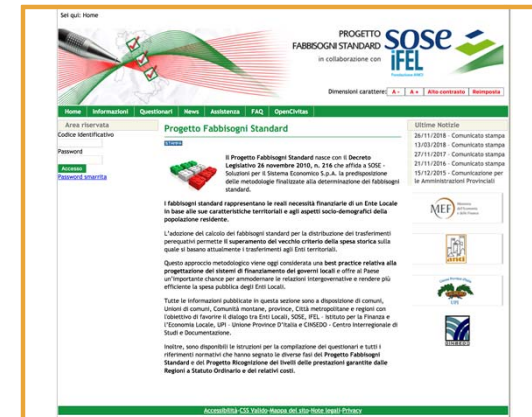 Sei qui: Home
PROGETTO
FABBISOGNI STANDARD
in collaborazione con
SOSE
iFEL
Fondazione ANCI
Dimensioni carattere: A - A + Alto contrasto Reimposta
Home Informazioni Questionari News Assistenza FAQ OpenCivitas
Area riservata
Codice Identificativo
Password
Accesso
Password smarrita
Progetto Fabbisogni Standard
STAMPA
Il Progetto Fabbisogni Standard nasce con il Decreto
Legislativo 26 novembre 2010, n. 216 che affida a SOSE -
Soluzioni per il Sistema Economico S.p.A. la predisposizione
delle metodologie finalizzate alla determinazione dei fabbisogni
standard.
I fabbisogni standard rappresentano le reali necessità finanziarie di un Ente Locale
in base alle sue caratteristiche territoriali e agli aspetti socio-demografici della
popolazione residente.
L'adozione del calcolo dei fabbisogni standard per la distribuzione dei trasferimenti
perequativi permette il superamento del vecchio criterio della spesa storica sulla
quale si basano attualmente i trasferimenti agli Enti territoriali.
Questo approccio metodologico viene oggi considerata una best practice relativa alla
progettazione dei sistemi di finanziamento dei governi locali e offre al Paese
un'importante chance per ammodernare le relazioni intergovernative e rendere più
efficiente la spesa pubblica degli Enti Locali.
Tutte le informazioni pubblicate in questa sezione sono a disposizione di comuni,
Unioni di comuni, Comunità montane, province, Città metropolitane e regioni con
l'obiettivo di favorire il dialogo tra Enti Locali, SOSE, IFEL - Istituto per la Finanza e
l'Economia Locale, UPI - Unione Province D'Italia e CINSEDO - Centro Interregionale di
Studi e Documentazione.
Inoltre, sono disponibili le istruzioni per la compilazione dei questionari e tutti i
riferimenti normativi che hanno segnato le diverse fasi del Progetto Fabbisogni
Standard e del Progetto Ricognizione dei livelli delle prestazioni garantite dalle
Regioni a Statuto Ordinario e dei relativi costi.
Ultime Notizie
26/11/2018 - Comunicato stampa
13/03/2018 - Comunicato stampa
27/11/2017 - Comunicato stampa
21/11/2016 - Comunicato stampa
15/12/2015 - Comunicazione per
le Amministrazioni Provinciali
MEF
anci
UPI
CINSEDO
Accessibilità-CSS Valido-Mappa del sito-Note legali-Privacy